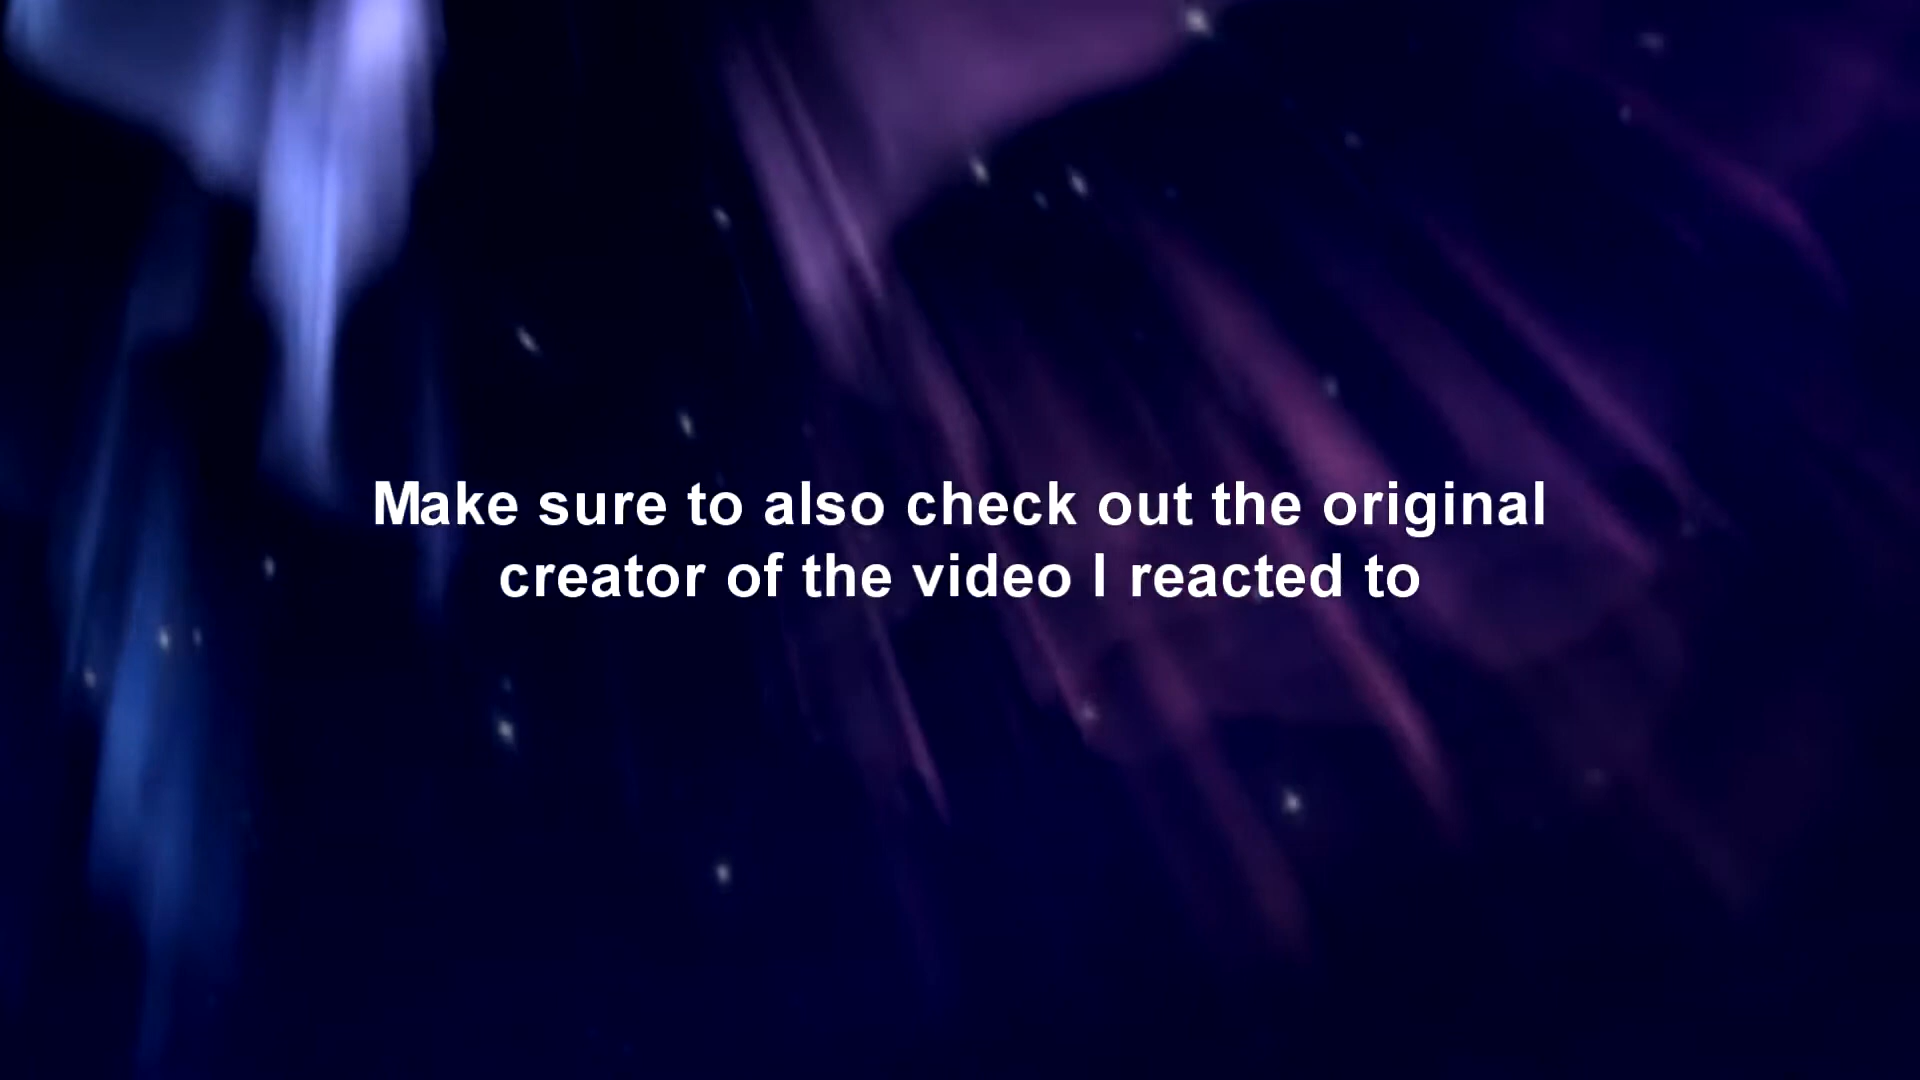 Make sure to also check out the original
creator of the video I reacted to